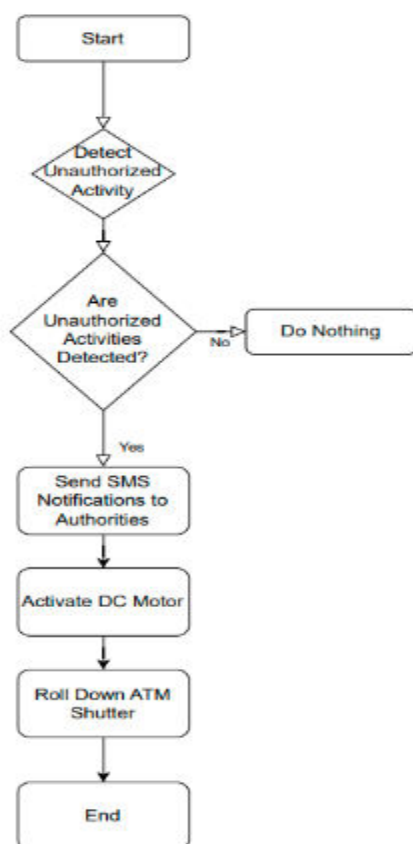 Start
Detect
Unauthorized
Activity
Are
Unauthorized
Activities
Detected?
No
Do Nothing
Yes
Send SMS
Notifications to
Authorities
Activate DC Motor
Roll Down ATM
Shutter
End